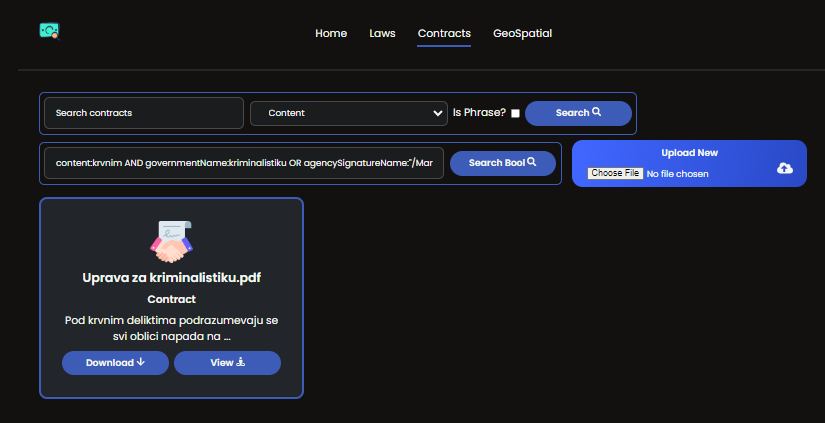 Home Laws Contracts GeoSpatial
Search contracts Content Is Phrase? Search
content:krvnim AND governmentName:kriminalistiku OR agencySignatureName:"/Mar Search Bool
Upload New
Choose File No file chosen
Uprava za kriminalistiku.pdf
Contract
Pod krvnim deliktima podrazumevaju se
svi oblici napada na ...
Download View